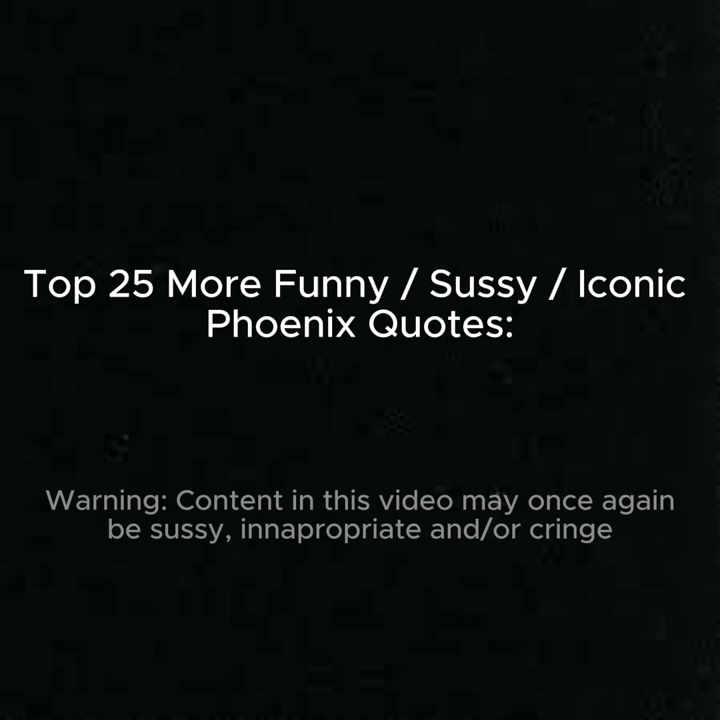 Top 25 More Funny / Sussy / Iconic
Phoenix Quotes:
Warning: Content in this video may once again
be sussy, innapropriate and/or cringe